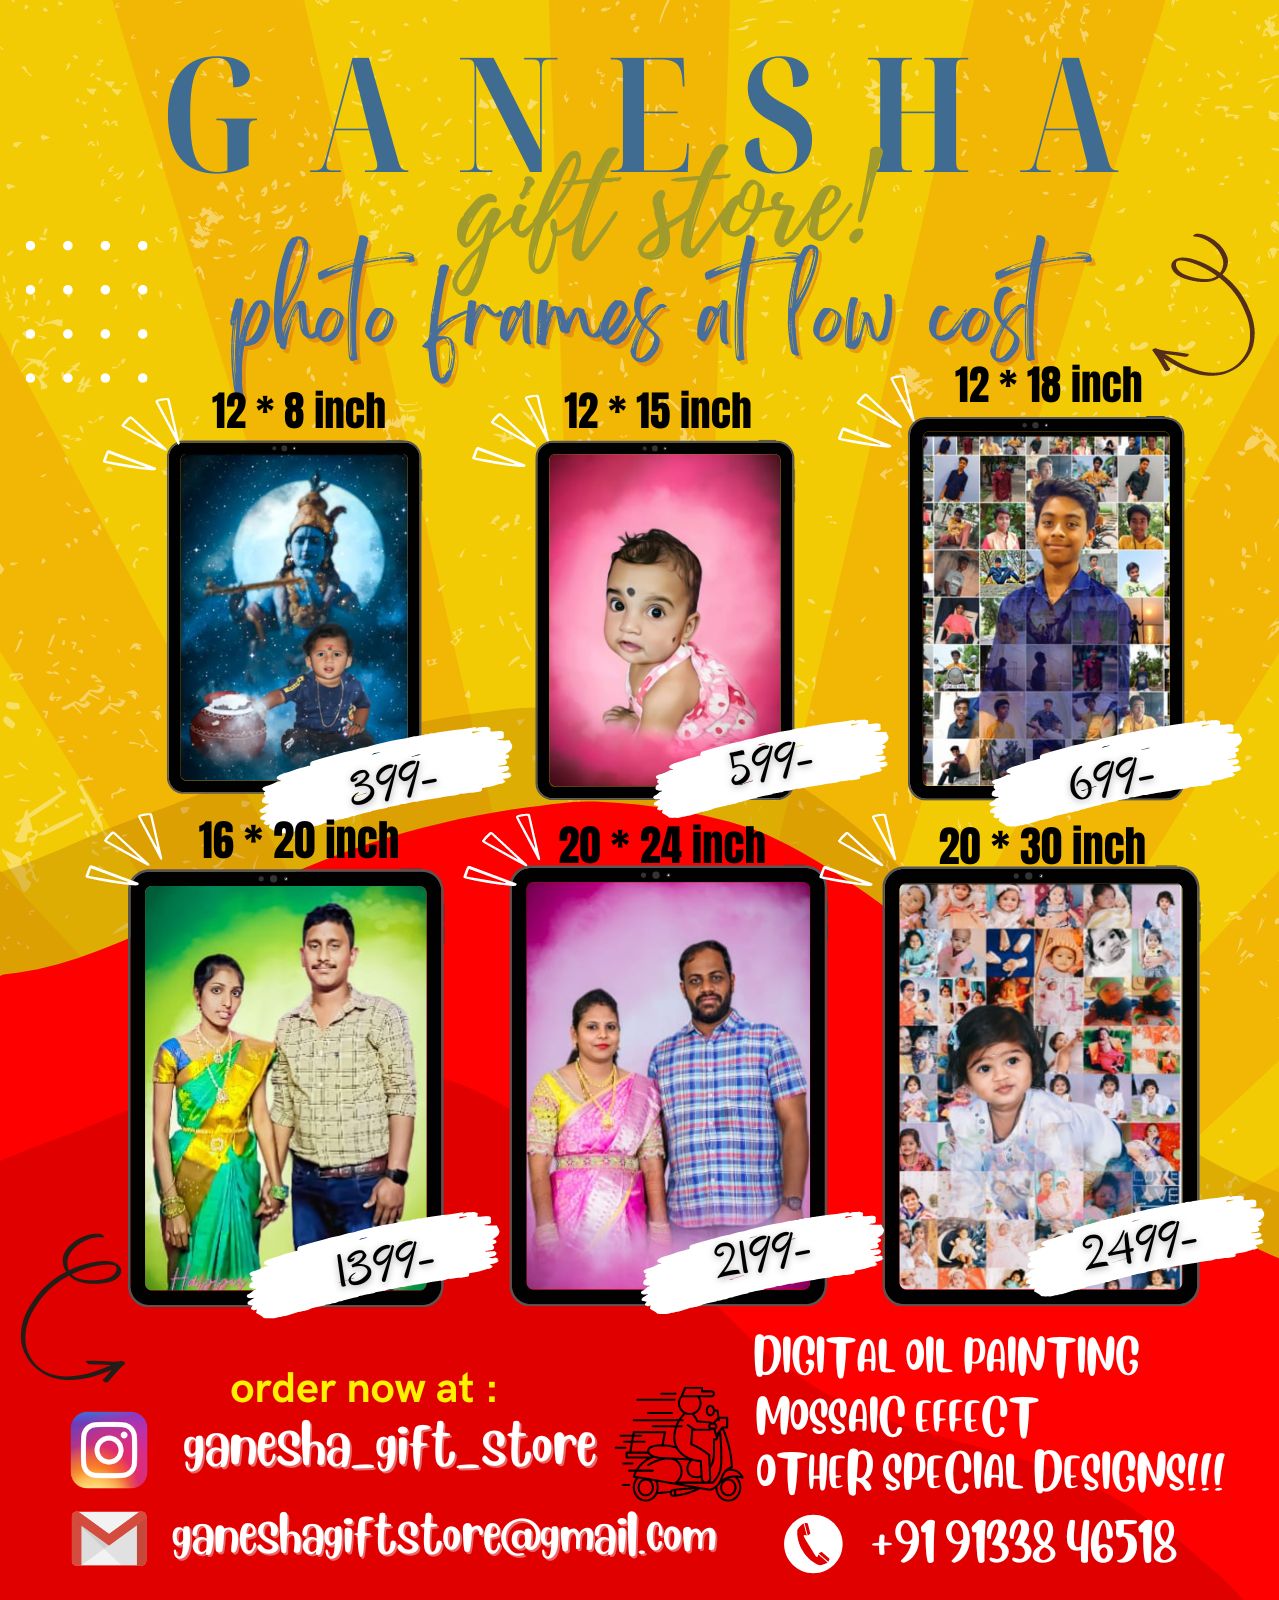 GANESHA
gift store!
photo frames at low cost
12 * 8 inch
12 * 15 inch
12 * 18 inch
399-
599-
699-
16 * 20 inch
20 * 24 inch
20 * 30 inch
1399-
2199-
2499-
order now at :
ganesha_gift_store
ganeshagiftstore@gmail.com
DIGITAL OIL PAINTING
MOSSAIC EFFECT
OTHER SPECIAL DESIGNS!!!
+91 91338 46518